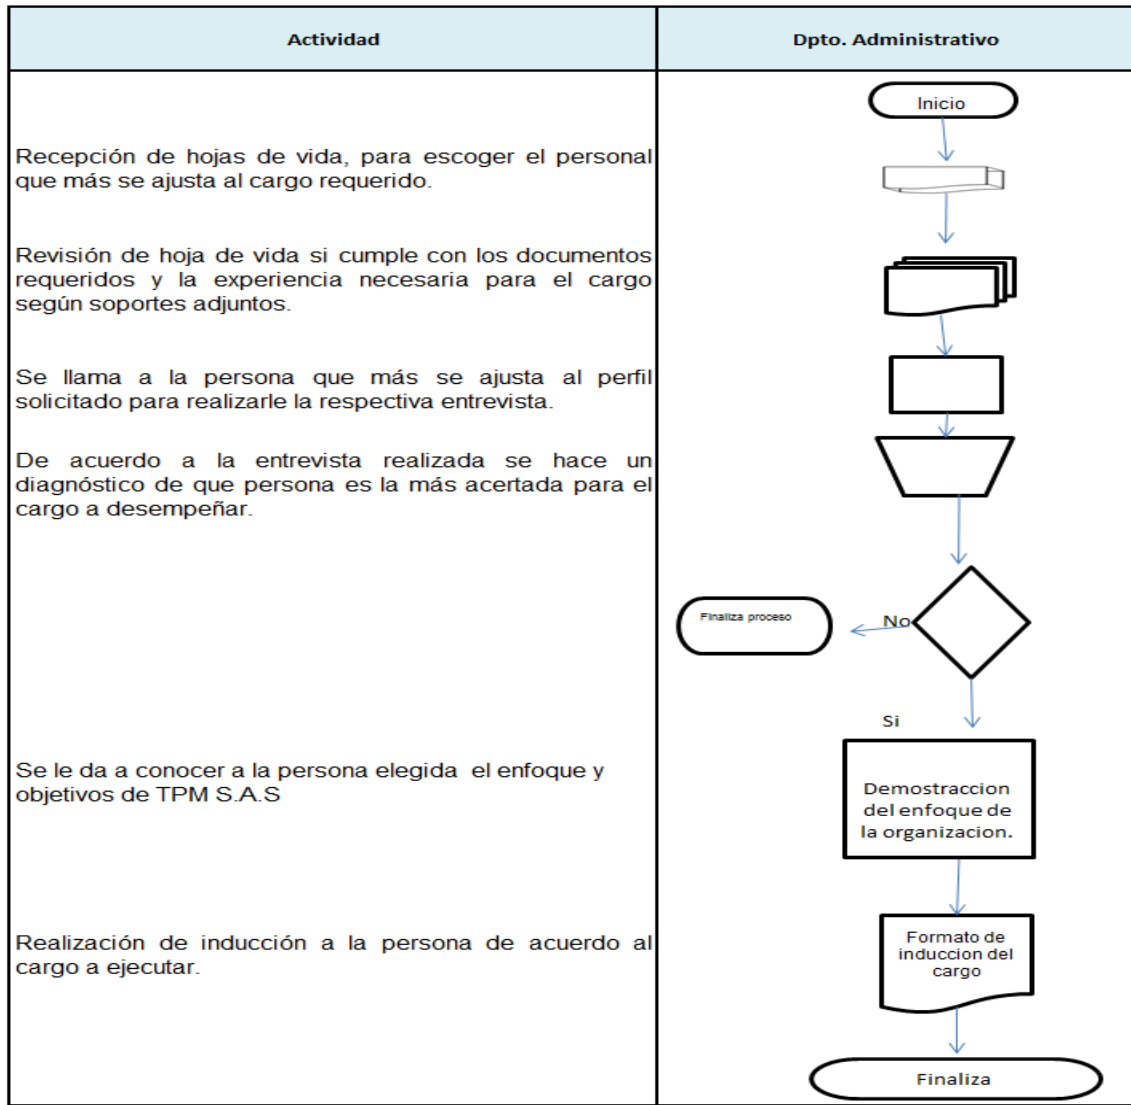 Actividad
Dpto. Administrativo
Inicio
Recepción de hojas de vida, para escoger el personal
que más se ajusta al cargo requerido.
Revisión de hoja de vida si cumple con los documentos
requeridos y la experiencia necesaria para el cargo
según soportes adjuntos.
Se llama a la persona que más se ajusta al perfil
solicitado para realizarle la respectiva entrevista.
De acuerdo a la entrevista realizada se hace un
diagnóstico de que persona es la más acertada para el
cargo a desempeñar.
Finaliza proceso
No
Si
Se le da a conocer a la persona elegida el enfoque y
objetivos de TPM S.A.S
Demostraccion
del enfoque de
la organizacion.
Realización de inducción a la persona de acuerdo al
cargo a ejecutar.
Formato de
induccion del
cargo
Finaliza